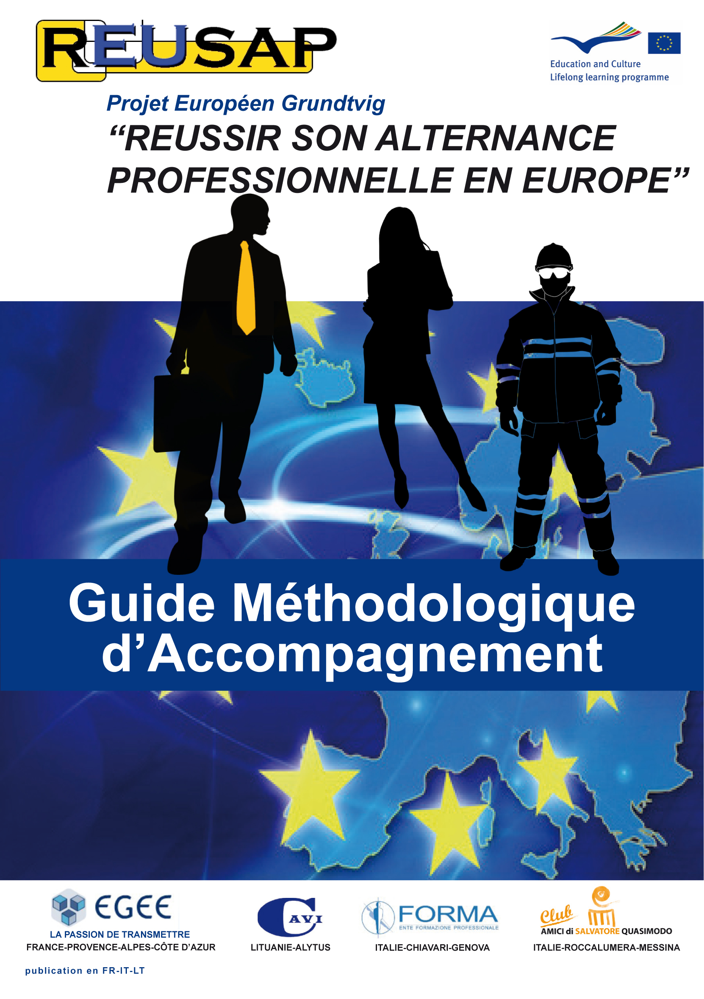 REUSAP
Education and Culture
Lifelong learning programme
Projet Européen Grundtvig
“REUSSIR SON ALTERNANCE
PROFESSIONNELLE EN EUROPE”
Guide Méthodologique
d’Accompagnement
EGEE
LA PASSION DE TRANSMETTRE
FRANCE-PROVENCE-ALPES-CÔTE D’AZUR
CAVI
LITUANIE-ALYTUS
FORMA
ENTE FORMAZIONE PROFESSIONALE
ITALIE-CHIAVARI-GENOVA
Club
AMICI di SALVATORE QUASIMODO
ITALIE-ROCCALUMERA-MESSINA
publication en FR-IT-LT